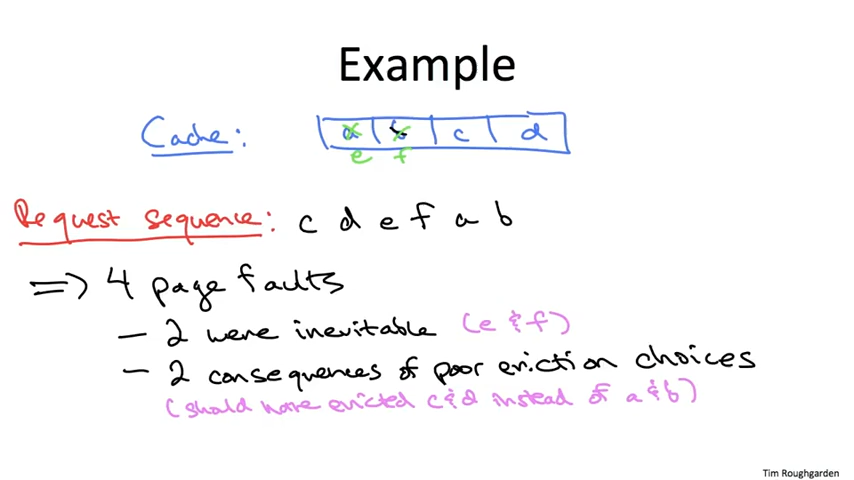 Example
Cache: a b c d
e f
Request sequence: c d e f a b
=> 4 page faults
- 2 were inevitable (e & f)
- 2 consequences of poor eviction choices
(should have evicted c & d instead of a & b)
Tim Roughgarden